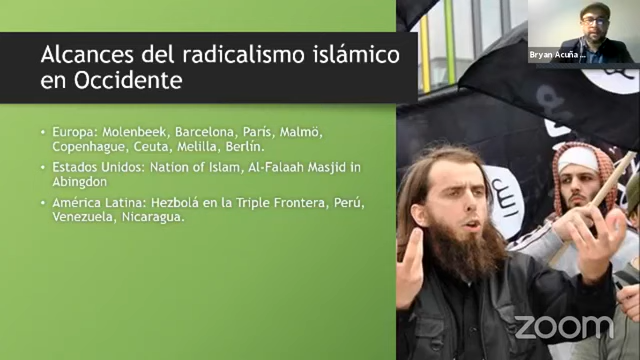 Alcances del radicalismo islámico
en Occidente
• Europa: Molenbeek, Barcelona, París, Malmö,
Copenhague, Ceuta, Melilla, Berlín.
• Estados Unidos: Nation of Islam, Al-Falaah Masjid in
Abingdon
• América Latina: Hezbolá en la Triple Frontera, Perú,
Venezuela, Nicaragua.
Bryan Acuña ...
zoom